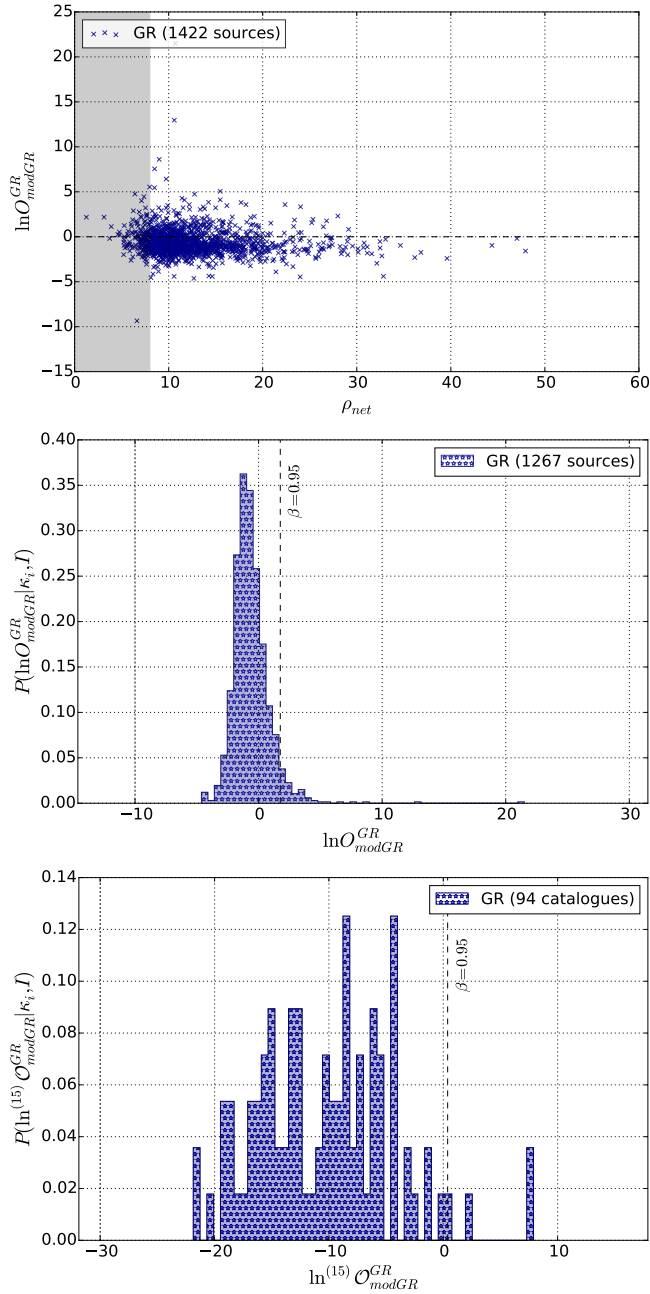 25
20
15
10
5
0
−5
−10
−15
ln O^{GR}_{modGR}
GR (1422 sources)
0 10 20 30 40 50 60
ρ_{net}
0.40
0.35
0.30
0.25
0.20
0.15
0.10
0.05
0.00
P(ln O^{GR}_{modGR}|κ_i, I)
GR (1267 sources)
β=0.95
−10 0 10 20 30
ln O^{GR}_{modGR}
0.14
0.12
0.10
0.08
0.06
0.04
0.02
0.00
P(ln^{(15)} O^{GR}_{modGR}|κ_i, I)
GR (94 catalogues)
β=0.95
−30 −20 −10 0 10
ln^{(15)} O^{GR}_{modGR}